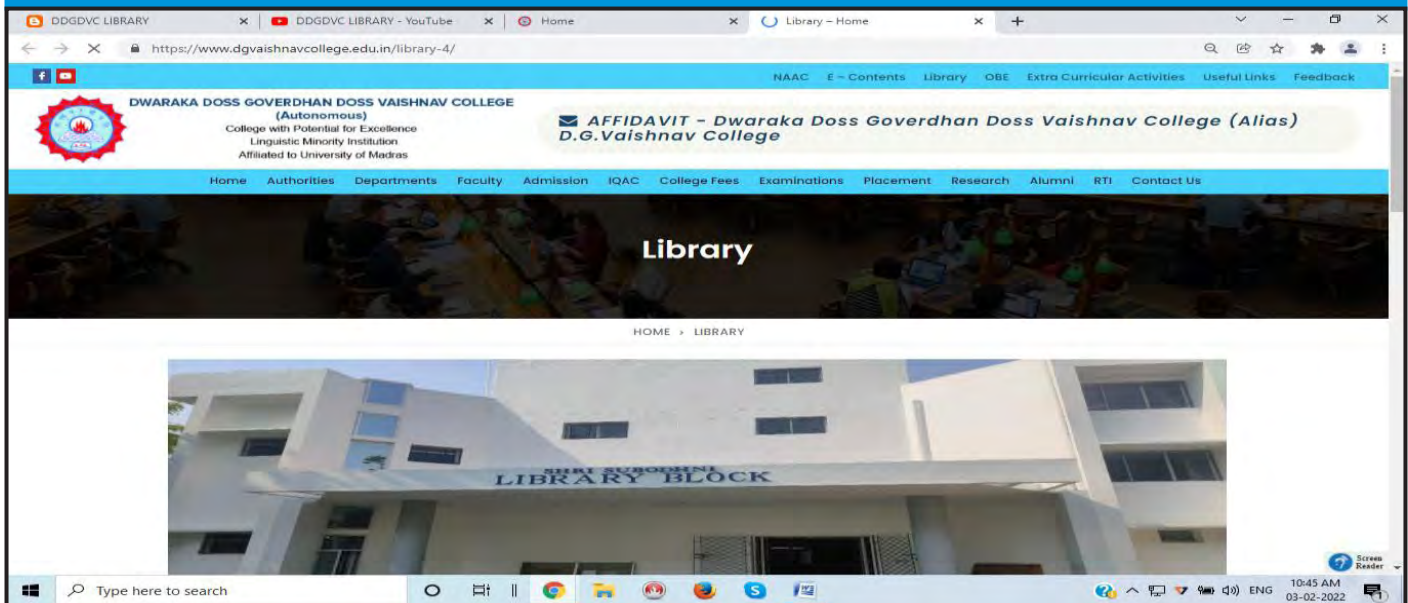 DDGDVC LIBRARY
DDGDVC LIBRARY - YouTube
Home
Library – Home
https://www.dgvaishnavcollege.edu.in/library-4/
NAAC E – Contents Library OBE Extra Curricular Activities Useful Links Feedback
DWARAKA DOSS GOVERDHAN DOSS VAISHNAV COLLEGE
(Autonomous)
College with Potential for Excellence
Linguistic Minority Institution
Affiliated to University of Madras
AFFIDAVIT - Dwaraka Doss Goverdhan Doss Vaishnav College (Alias)
D.G.Vaishnav College
Home Authorities Departments Faculty Admission IQAC College Fees Examinations Placement Research Alumni RTI Contact Us
Library
HOME > LIBRARY
SHRI SUBODHNI
LIBRARY BLOCK
Screen
Reader
Type here to search
ENG
10:45 AM
03-02-2022